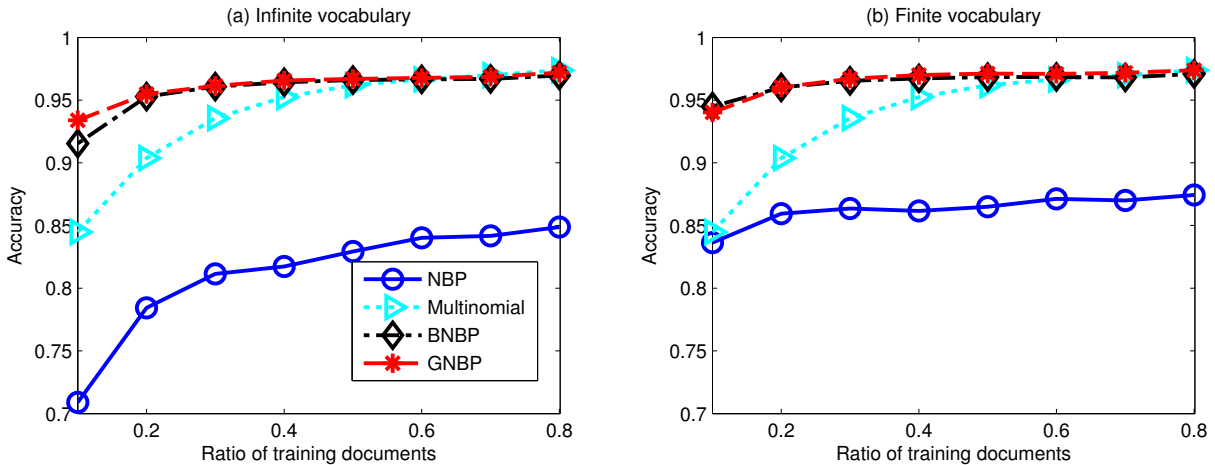 (a) Infinite vocabulary
1
0.95
0.9
0.85
0.8
0.75
0.7
0.2 0.4 0.6 0.8
Accuracy
Ratio of training documents
NBP
Multinomial
BNBP
GNBP
(b) Finite vocabulary
1
0.95
0.9
0.85
0.8
0.75
0.7
0.2 0.4 0.6 0.8
Accuracy
Ratio of training documents